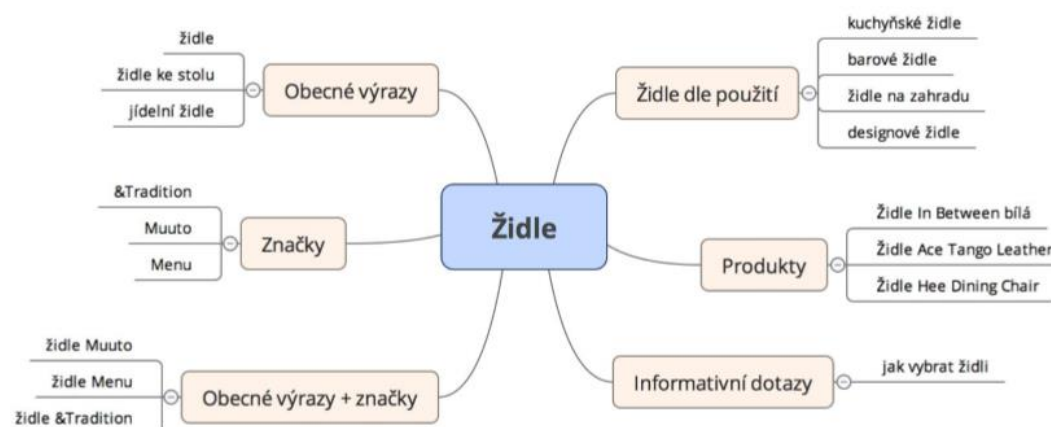 židle
židle ke stolu
jídelní židle
Obecné výrazy
&Tradition
Muuto
Menu
Značky
židle Muuto
židle Menu
židle &Tradition
Obecné výrazy + značky
Židle
Židle dle použití
kuchyňské židle
barové židle
židle na zahradu
designové židle
Produkty
Židle In Between bílá
Židle Ace Tango Leather
Židle Hee Dining Chair
Informativní dotazy
jak vybrat židli